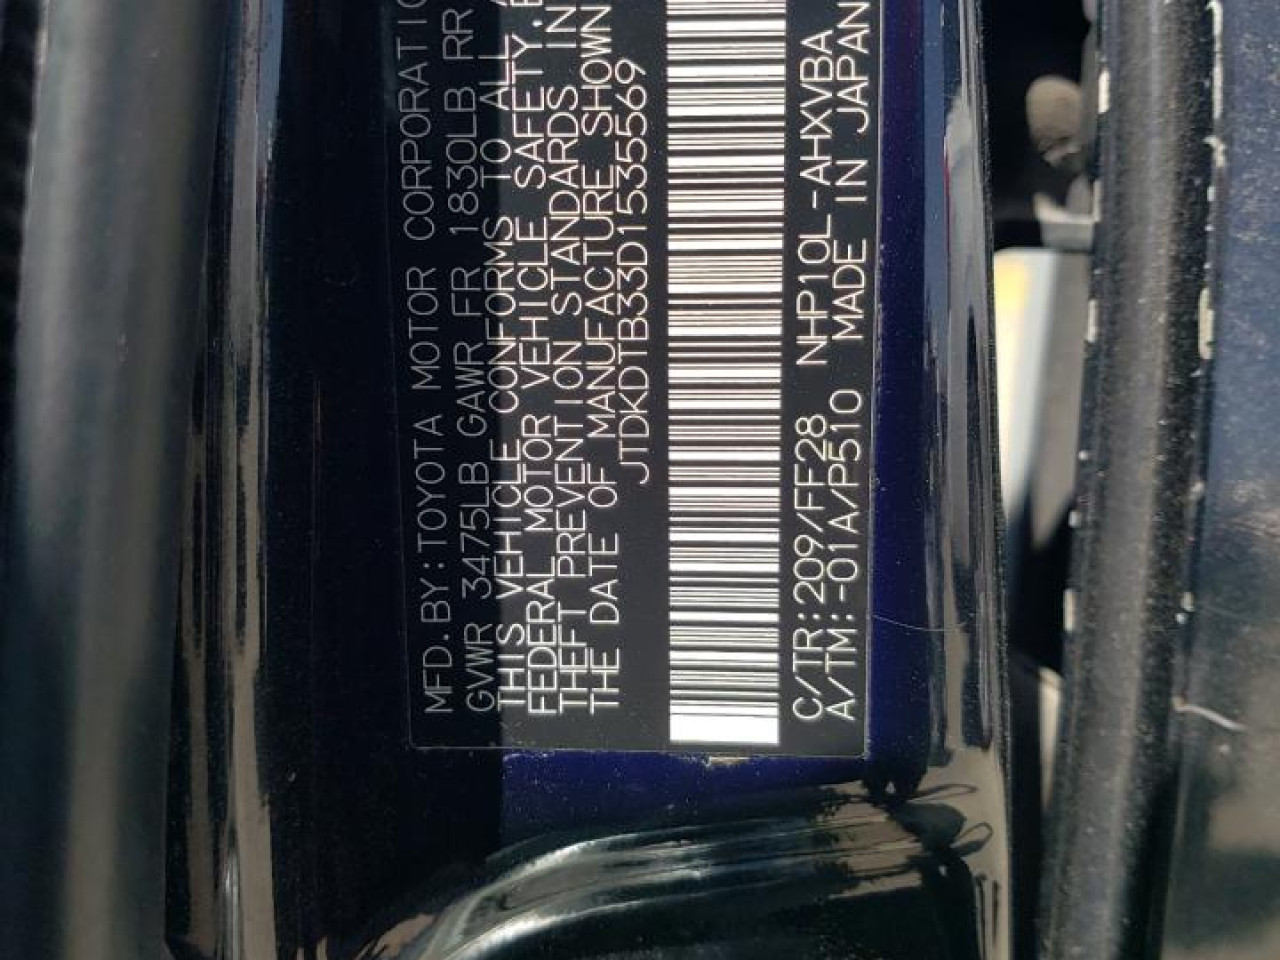 MFD.BY:TOYOTA MOTOR CORPORATIO
GVWR 3475LB GAWR FR 1830LB RR
THIS VEHICLE CONFORMS TO ALL
FEDERAL MOTOR VEHICLE SAFETY.
THEFT PREVENTION STANDARDS IN
THE DATE OF MANUFACTURE SHOWN
JTDKDTB33D1535569
C/TR:209/FF28 NHP10L-AHXVBA
A/TM:-01A/P510 MADE IN JAPAN